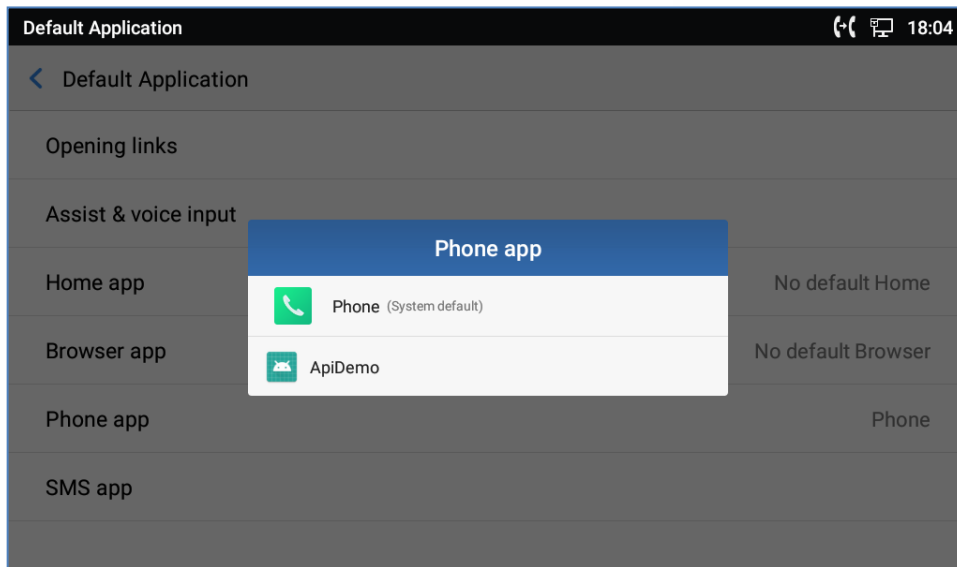 Default Application 18:04
Default Application
Opening links
Assist & voice input
Phone app
Home app No default Home
Phone (System default)
Browser app No default Browser
ApiDemo
Phone app Phone
SMS app